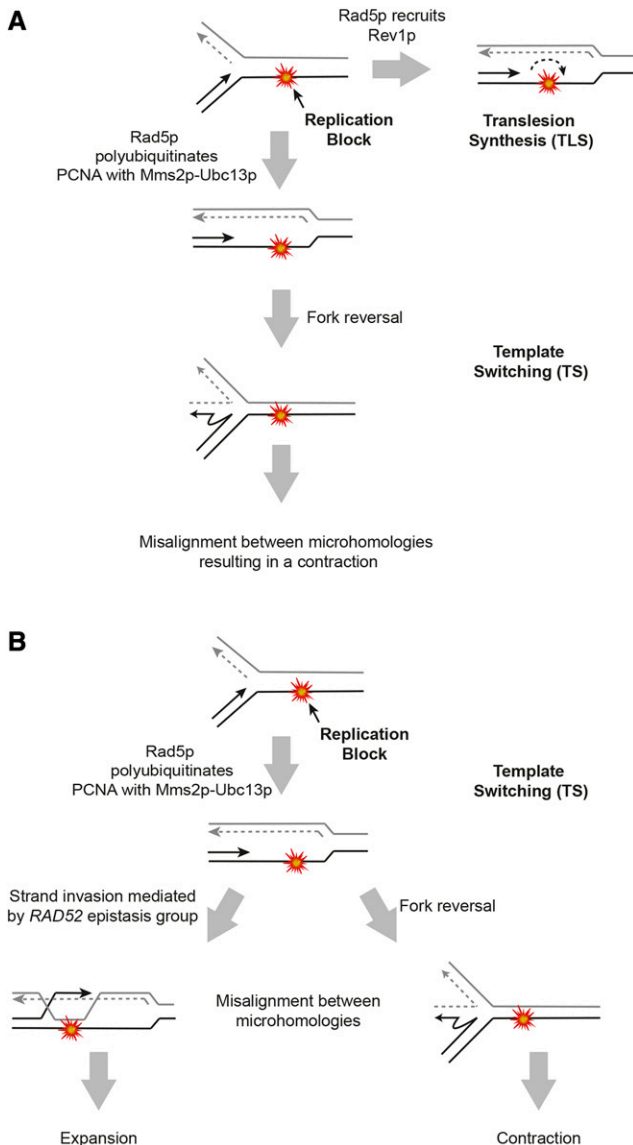 A
Rad5p recruits
Rev1p
Replication
Block
Translesion
Synthesis (TLS)
Rad5p
polyubiquitinates
PCNA with Mms2p-Ubc13p
Fork reversal
Template
Switching (TS)
Misalignment between microhomologies
resulting in a contraction
B
Replication
Block
Rad5p
polyubiquitinates
PCNA with Mms2p-Ubc13p
Template
Switching (TS)
Strand invasion mediated
by RAD52 epistasis group
Fork reversal
Misalignment between
microhomologies
Expansion
Contraction